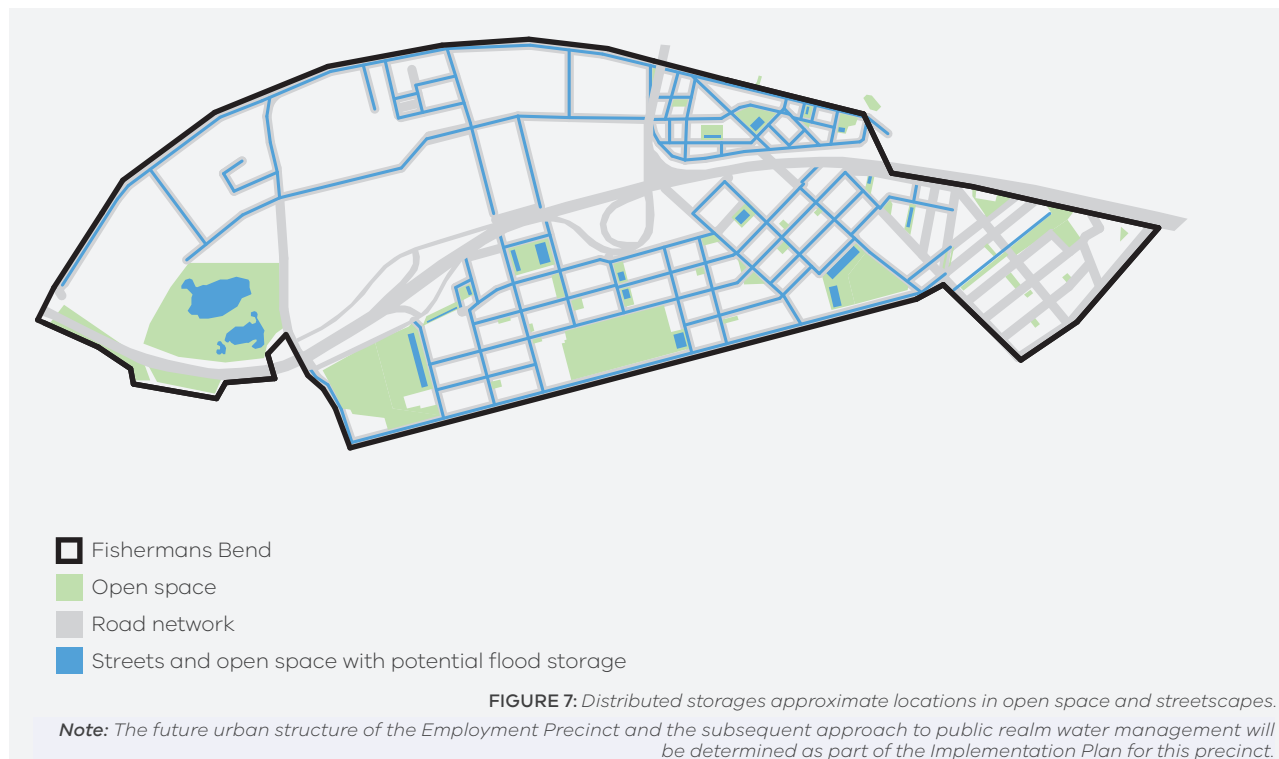 Fishermans Bend
Open space
Road network
Streets and open space with potential flood storage
FIGURE 7: Distributed storages approximate locations in open space and streetscapes.
Note: The future urban structure of the Employment Precinct and the subsequent approach to public realm water management will
be determined as part of the Implementation Plan for this precinct.